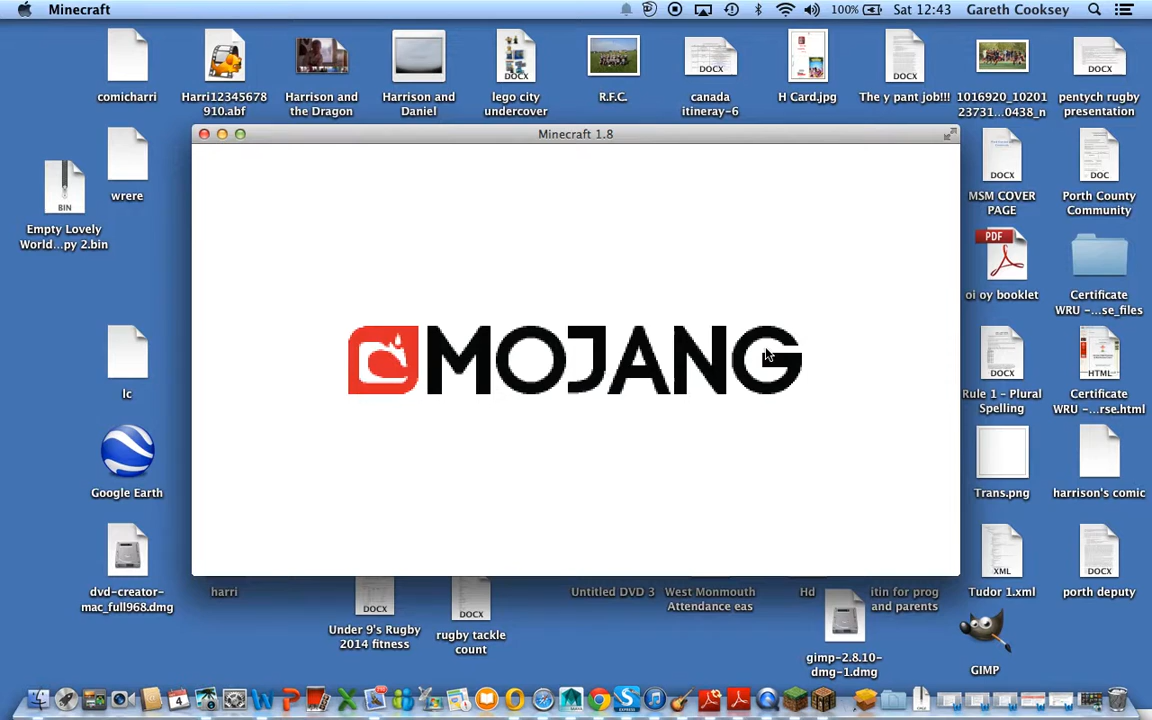 Minecraft
100%
Sat 12:43
Gareth Cooksey
comicharri
Harri12345678
910.abf
Harrison and
the Dragon
Harrison and
Daniel
DOCX
lego city
undercover
R.F.C.
DOCX
canada
itineray-6
H Card.jpg
DOCX
The y pant job!!!
1016920_10201
23731...0438_n
DOCX
pentych rugby
presentation
Minecraft 1.8
wrere
BIN
Empty Lovely
World...py 2.bin
DOCX
MSM COVER
PAGE
DOC
Porth County
Community
MOJANG
PDF
oi oy booklet
Certificate
WRU -...se_files
lc
DOCX
Rule 1 - Plural
Spelling
HTML
Certificate
WRU -...rse.html
Google Earth
Trans.png
harrison's comic
dvd-creator-
mac_full968.dmg
harri
DOCX
Under 9's Rugby
2014 fitness
DOCX
rugby tackle
count
Untitled DVD 3
West Monmouth
Attendance eas
Hd
itin for prog
and parents
gimp-2.8.10-
dmg-1.dmg
XML
Tudor 1.xml
DOCX
porth deputy
GIMP